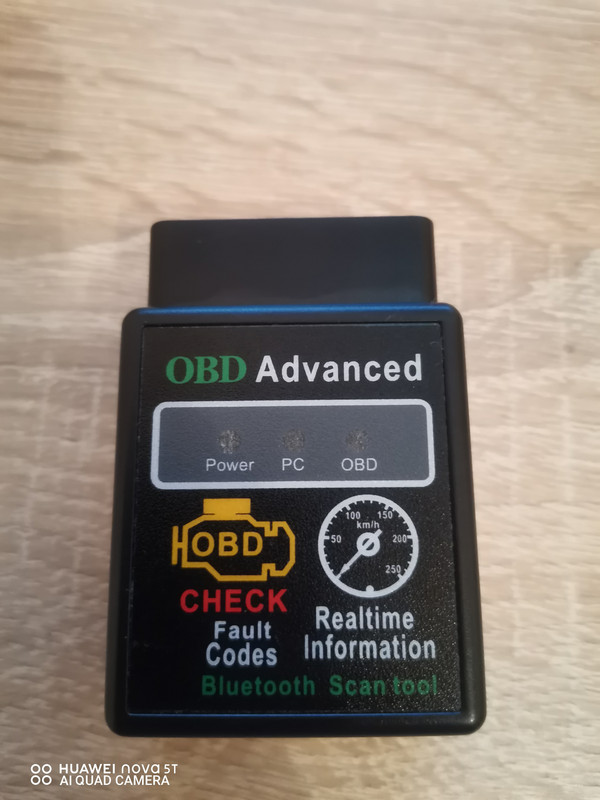 OBD Advanced
Power PC OBD
OBD
100 150
km/h
50 200
250
CHECK
Fault
Codes
Realtime
Information
Bluetooth Scan tool
HUAWEI nova 5T
AI QUAD CAMERA